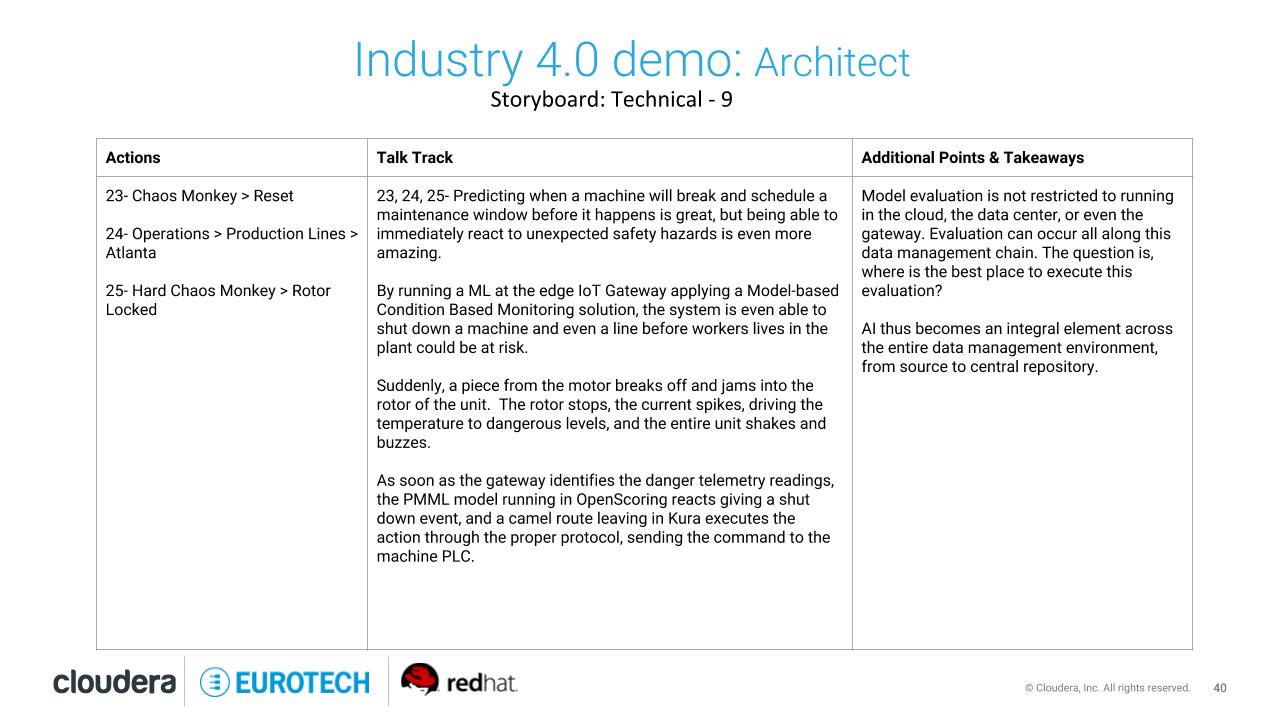 Industry 4.0 demo: Architect
Storyboard: Technical - 9
Actions
Talk Track
Additional Points & Takeaways
23- Chaos Monkey > Reset
24- Operations > Production Lines >
Atlanta
25- Hard Chaos Monkey > Rotor
Locked
23, 24, 25- Predicting when a machine will break and schedule a
maintenance window before it happens is great, but being able to
immediately react to unexpected safety hazards is even more
amazing.
By running a ML at the edge IoT Gateway applying a Model-based
Condition Based Monitoring solution, the system is even able to
shut down a machine and even a line before workers lives in the
plant could be at risk.
Suddenly, a piece from the motor breaks off and jams into the
rotor of the unit.  The rotor stops, the current spikes, driving the
temperature to dangerous levels, and the entire unit shakes and
buzzes.
As soon as the gateway identifies the danger telemetry readings,
the PMML model running in OpenScoring reacts giving a shut
down event, and a camel route leaving in Kura executes the
action through the proper protocol, sending the command to the
machine PLC.
Model evaluation is not restricted to running
in the cloud, the data center, or even the
gateway. Evaluation can occur all along this
data management chain. The question is,
where is the best place to execute this
evaluation?
AI thus becomes an integral element across
the entire data management environment,
from source to central repository.
cloudera
EUROTECH
redhat.
© Cloudera, Inc. All rights reserved.
40